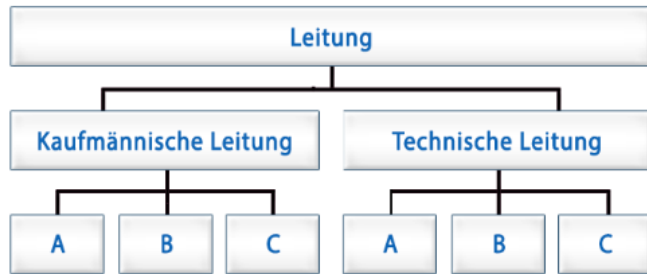 Leitung
Kaufmännische Leitung Technische Leitung
A B C A B C